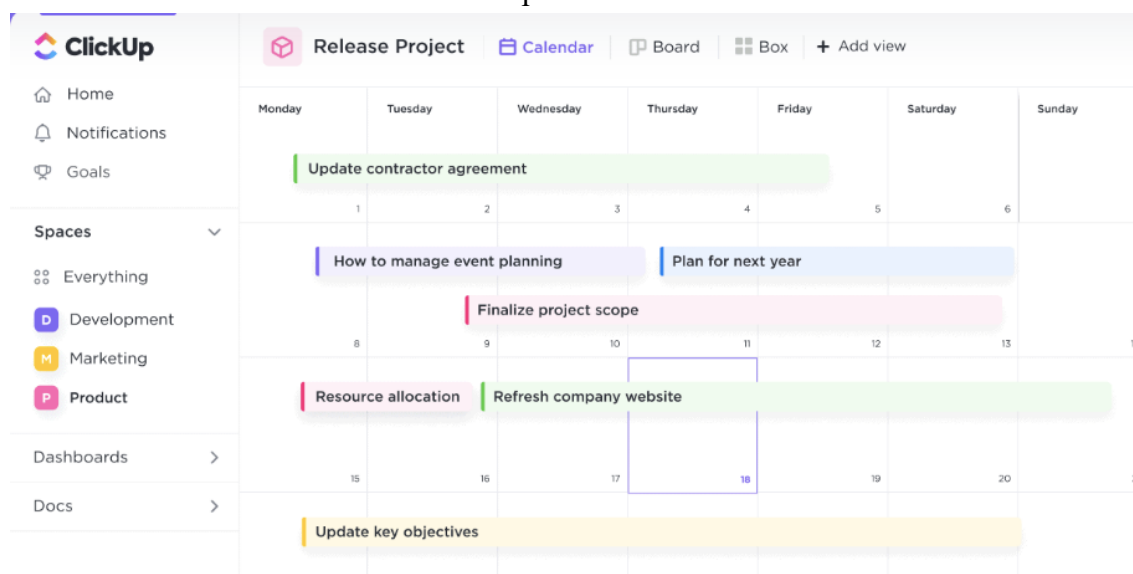 ClickUp
Release Project
Calendar
Board
Box
+ Add view
Home
Notifications
Goals
Spaces
Everything
D Development
M Marketing
P Product
Dashboards
Docs
Monday Tuesday Wednesday Thursday Friday Saturday Sunday
Update contractor agreement
1 2 3 4 5 6
How to manage event planning
Plan for next year
Finalize project scope
8 9 10 11 12 13
Resource allocation
Refresh company website
15 16 17 18 19 20
Update key objectives